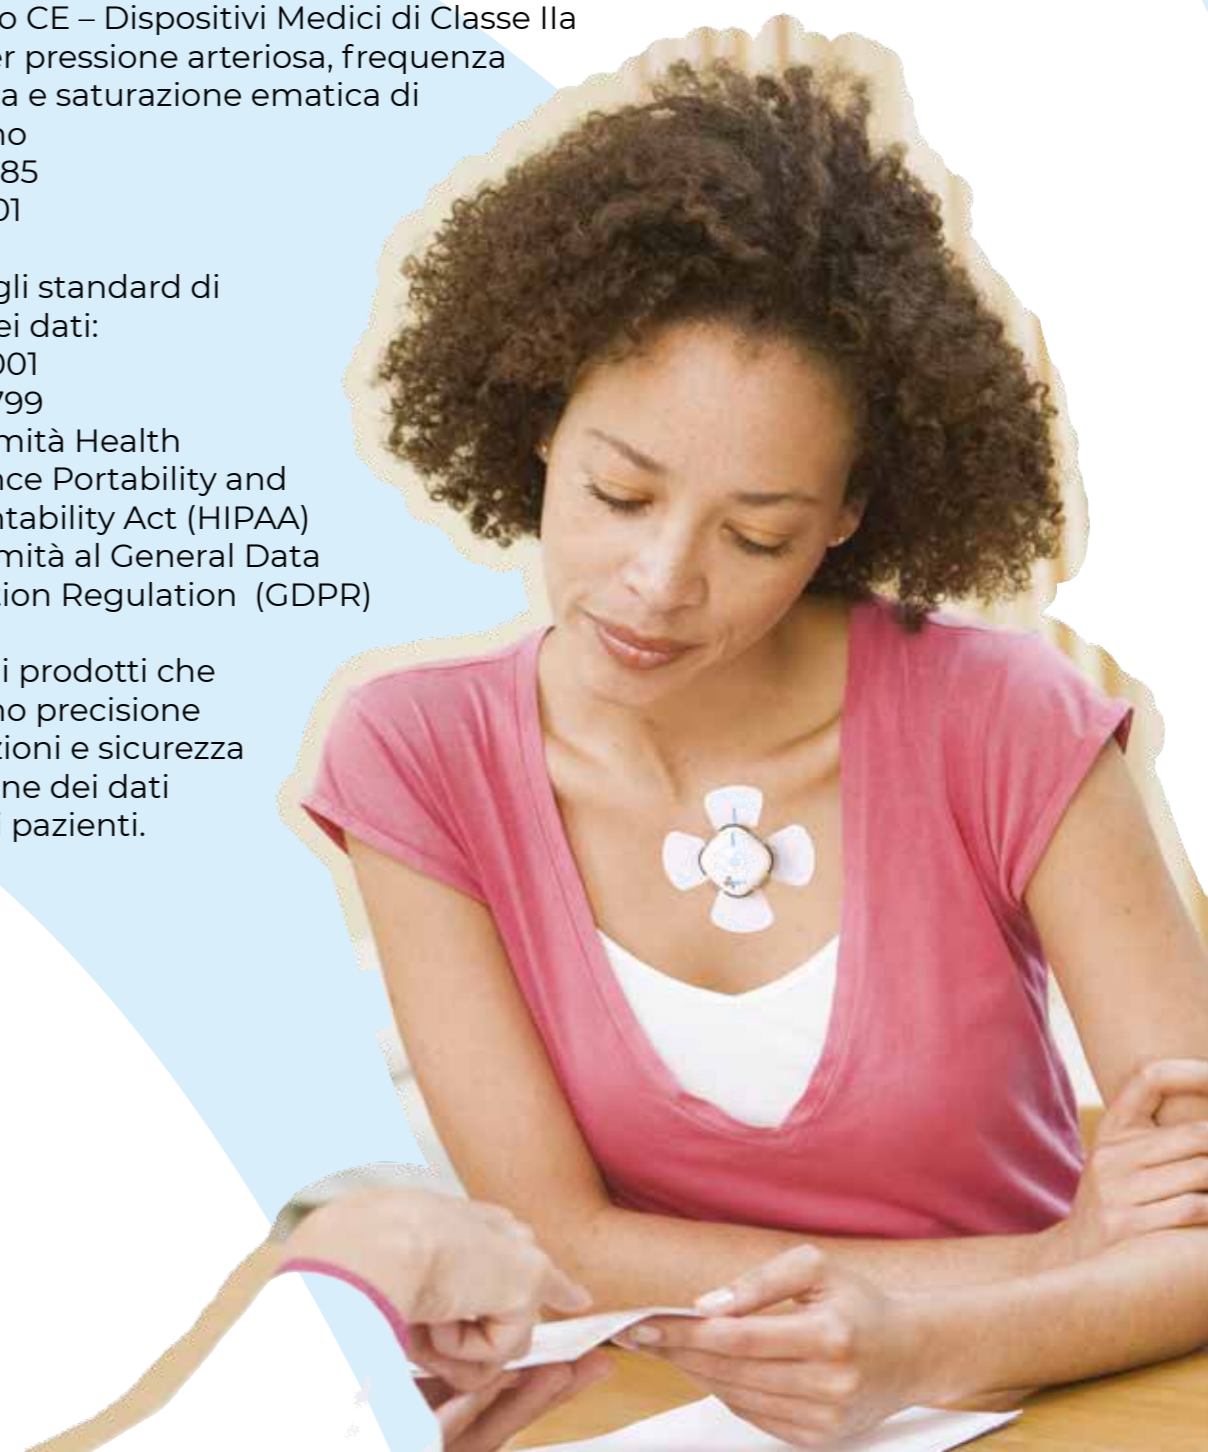 o CE – Dispositivi Medici di Classe IIa
er pressione arteriosa, frequenza
a e saturazione ematica di
no
85
01
gli standard di
ei dati:
001
799
mità Health
nce Portability and
ntability Act (HIPAA)
mità al General Data
tion Regulation (GDPR)
i prodotti che
no precisione
zioni e sicurezza
ne dei dati
i pazienti.